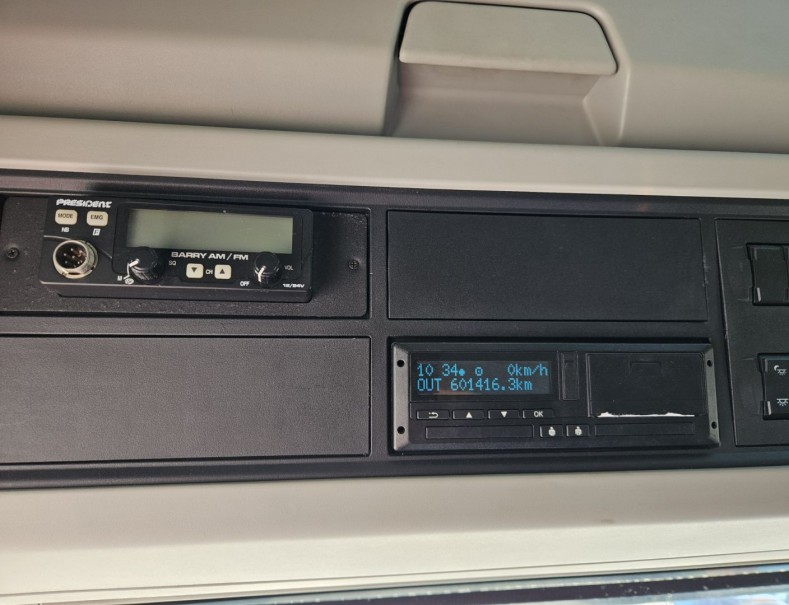 PRESIDENT
MODE EMG
NB F
SQ
BARRY AM / FM
M CH VOL
OFF 12/24V
10 34 0km/h
OUT 601416.3km
OK